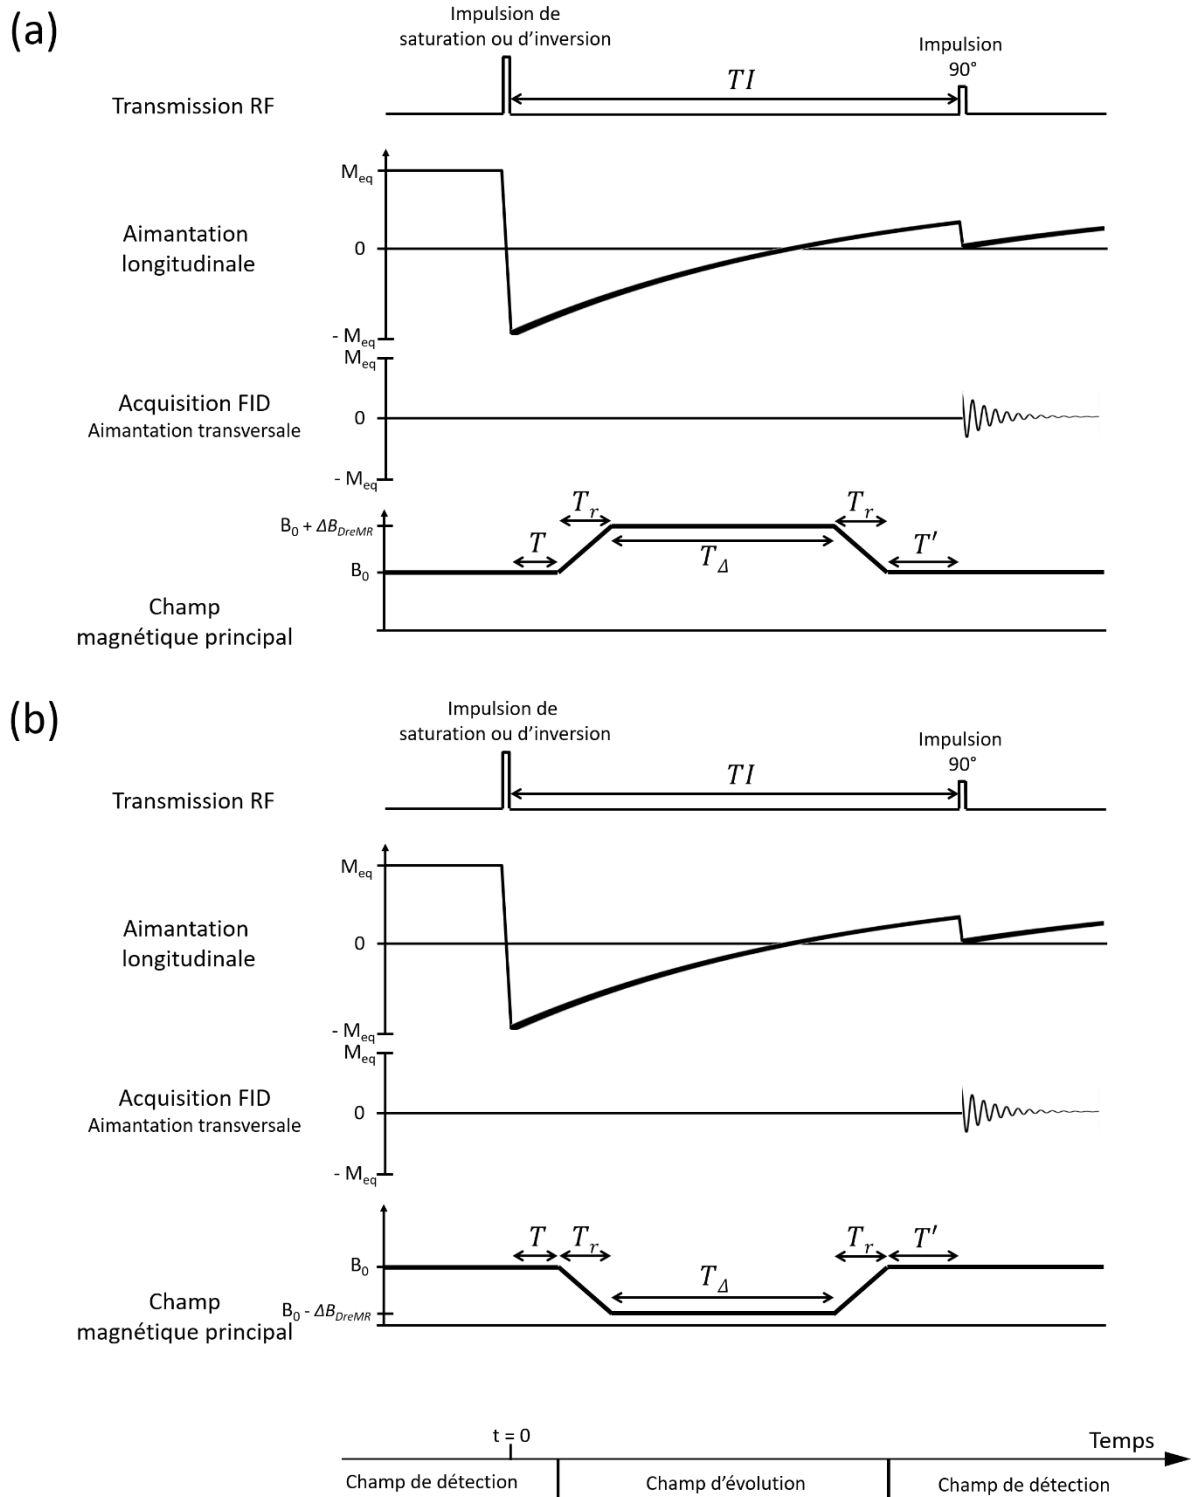 (a)
Impulsion de
saturation ou d’inversion
Impulsion
90°
Transmission RF
TI
Aimantation
longitudinale
Meq
0
- Meq
Acquisition FID
Aimantation transversale
Meq
0
- Meq
Champ
magnétique principal
B0 + ΔBDreMR
B0
T
Tr
TΔ
Tr
T'
(b)
Impulsion de
saturation ou d’inversion
Impulsion
90°
Transmission RF
TI
Aimantation
longitudinale
Meq
0
- Meq
Acquisition FID
Aimantation transversale
Meq
0
- Meq
Champ
magnétique principal
B0
B0 - ΔBDreMR
T
Tr
TΔ
Tr
T'
t = 0
Temps
Champ de détection
Champ d’évolution
Champ de détection